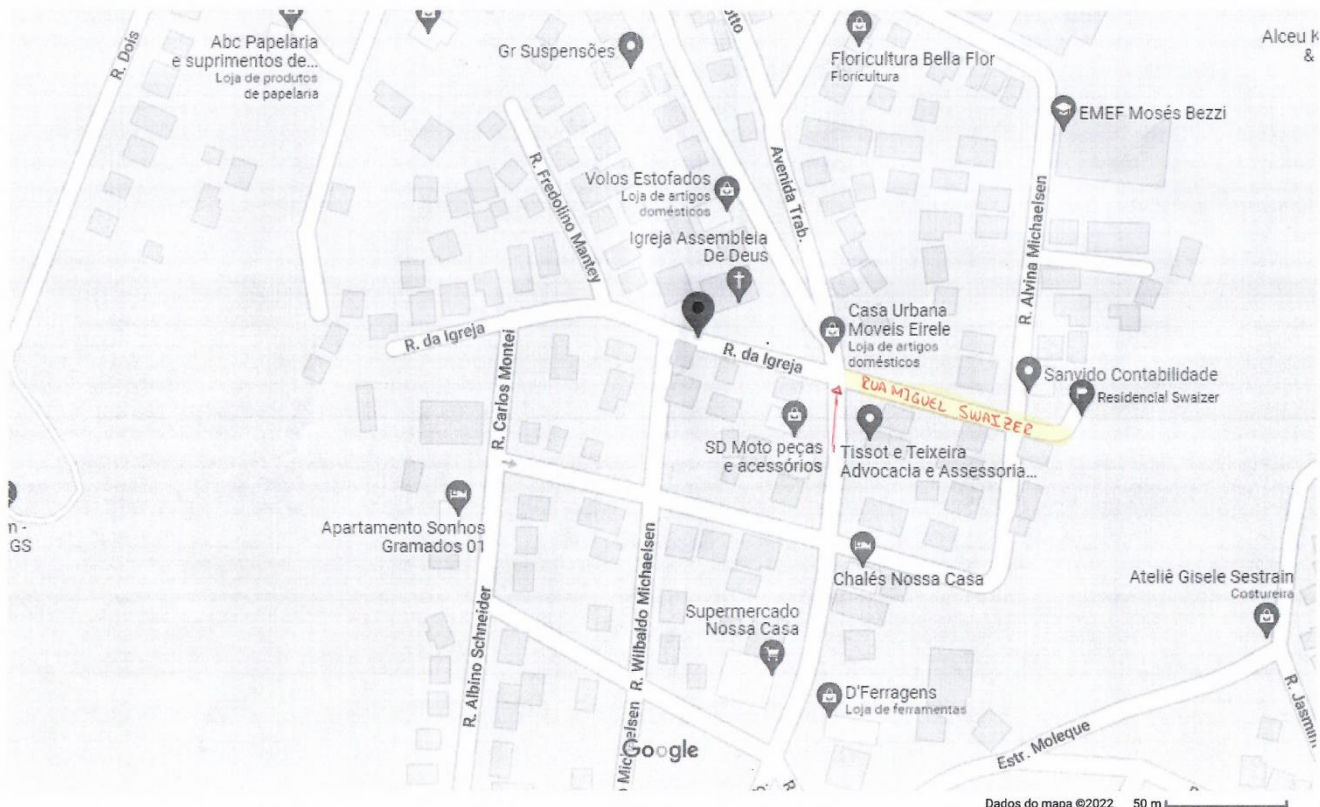 R. Dois
Abc Papelaria
e suprimentos de...
Loja de produtos
de papelaria
Gr Suspensões
Floricultura Bella Flor
Floricultura
Alceu K
&
EMEF Mosés Bezzi
R. Fredolino Mantey
Volos Estofados
Loja de artigos
domésticos
Avenida Trab.
Igreja Assembleia
De Deus
R. Alvina Michaelsen
Casa Urbana
Moveis Eirele
Loja de artigos
domésticos
R. da Igreja
R. Carlos Montei
R. da Igreja
RUA MIGUEL SWAIZER
Sanvido Contabilidade
Residencial Swaizer
SD Moto peças
e acessórios
Tissot e Teixeira
Advocacia e Assessoria...
Apartamento Sonhos
Gramados 01
GS
R. Wilbaldo Michaelsen
Chalés Nossa Casa
Ateliê Gisele Sestrain
Costureira
Supermercado
Nossa Casa
R. Albino Schneider
D'Ferragens
Loja de ferramentas
R. Jasmim
Estr. Moleque
Google
Dados do mapa ©2022 50 m